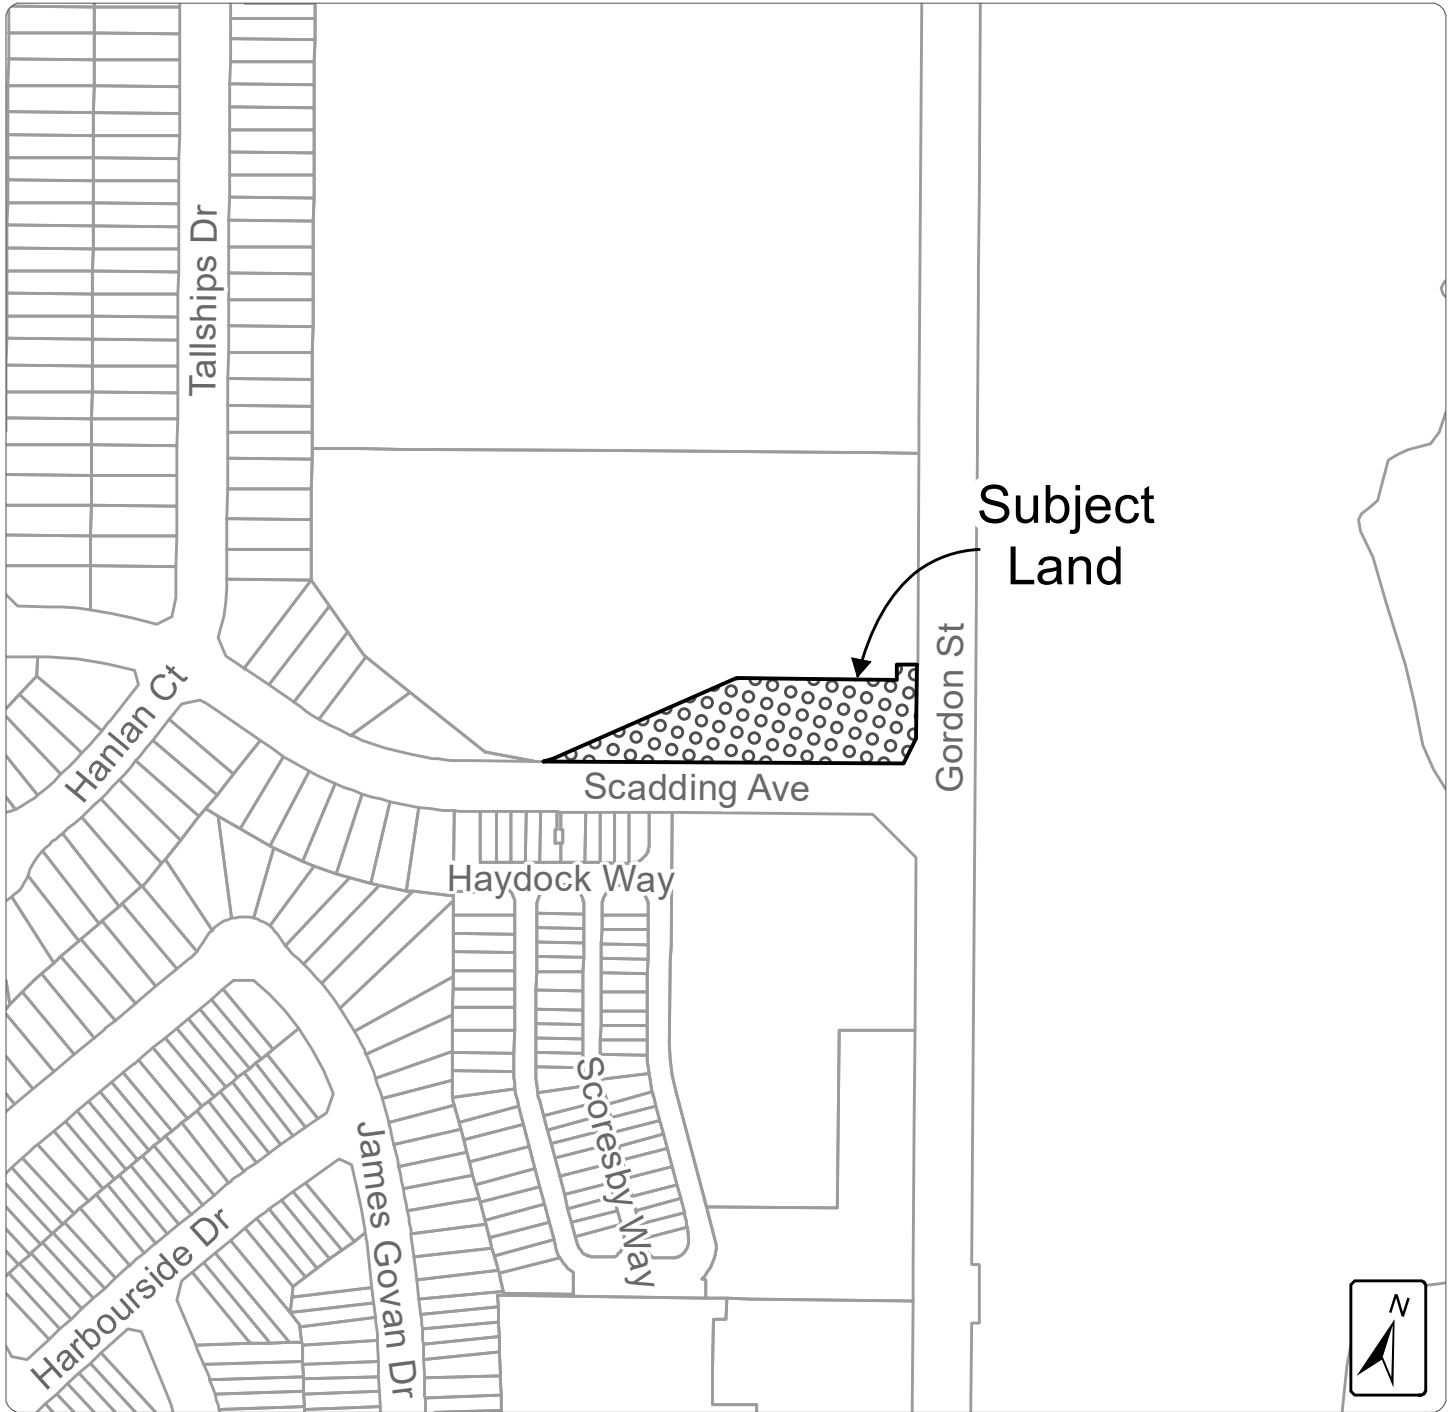 Tallships Dr
Subject
Land
Gordon St
Hanlan Ct
Scadding Ave
Haydock Way
Scoresby Way
James Govan Dr
Harbourside Dr
N